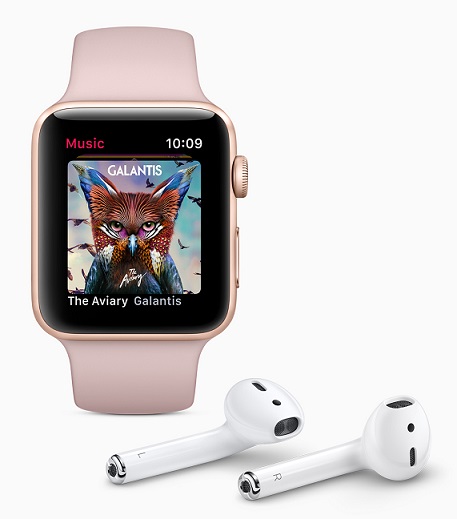 Music 10:09
GALANTIS
The
Aviary
The Aviary Galantis
L
R